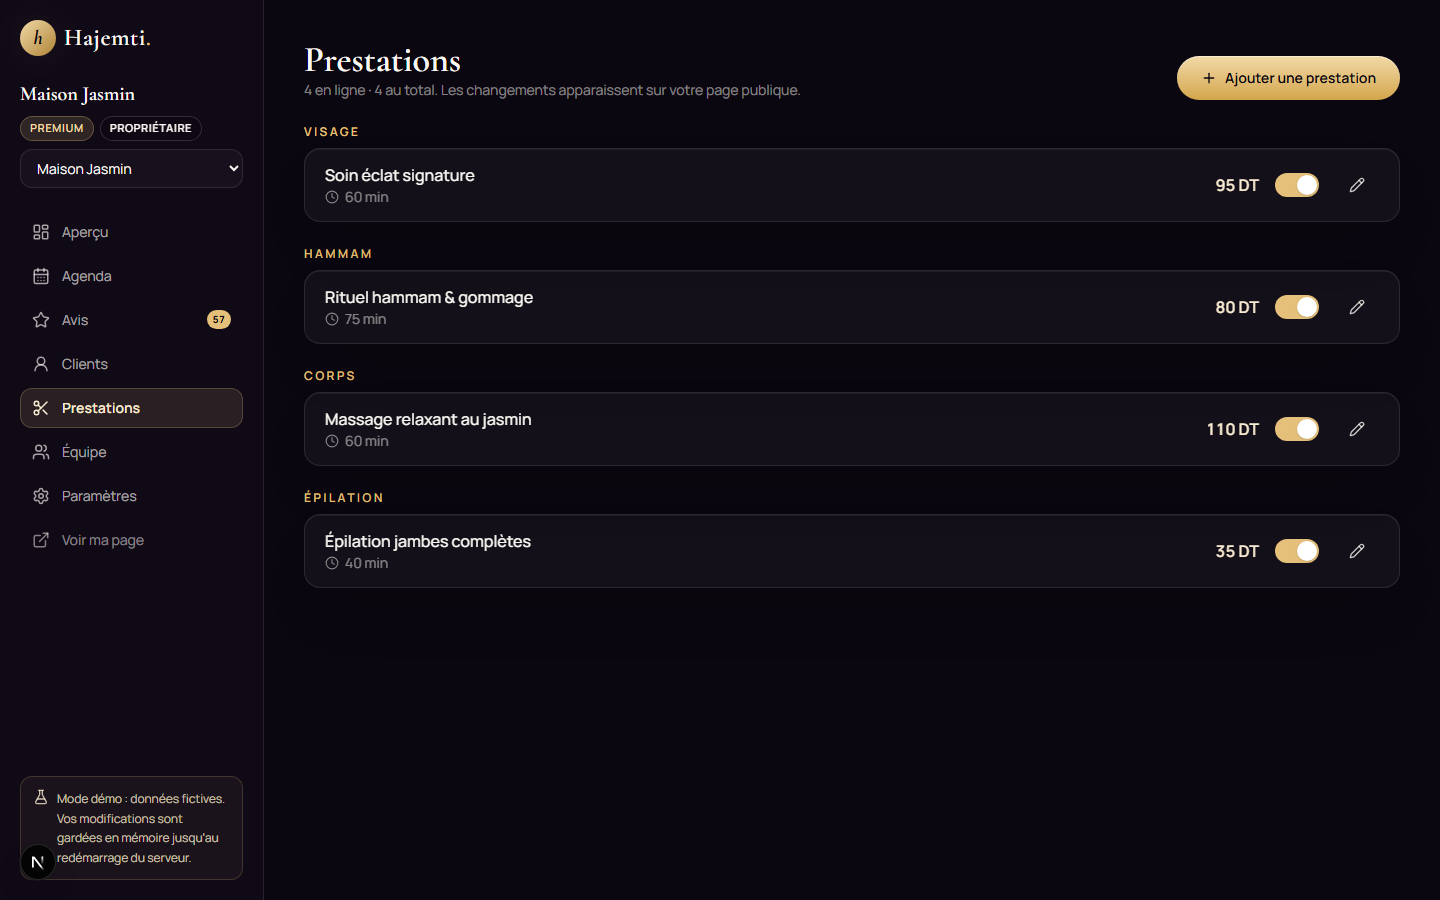 h Hajemti.
Maison Jasmin
PREMIUM PROPRIÉTAIRE
Maison Jasmin
Aperçu
Agenda
Avis 57
Clients
Prestations
Équipe
Paramètres
Voir ma page
Mode démo : données fictives.
Vos modifications sont
gardées en mémoire jusqu'au
redémarrage du serveur.
N
Prestations
4 en ligne · 4 au total. Les changements apparaissent sur votre page publique.
+ Ajouter une prestation
VISAGE
Soin éclat signature
60 min
95 DT
HAMMAM
Rituel hammam & gommage
75 min
80 DT
CORPS
Massage relaxant au jasmin
60 min
110 DT
ÉPILATION
Épilation jambes complètes
40 min
35 DT